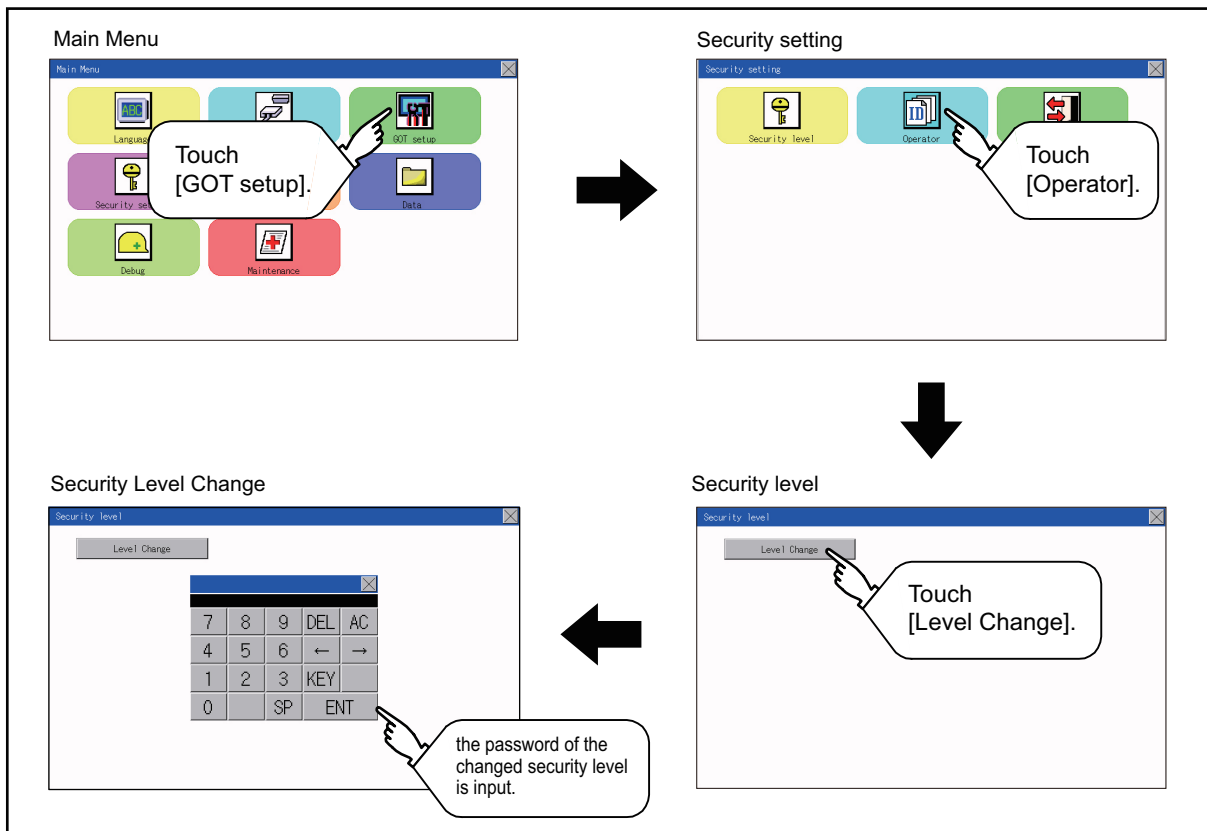 Main Menu
Main Menu
ABC
Languag
GOT setup
Touch
[GOT setup].
Security se
Data
Debug
Maintenance
Security setting
Security setting
Security level
ID
Operator
Touch
[Operator].
Security Level Change
Security level
Level Change
7 8 9 DEL AC
4 5 6 ← →
1 2 3 KEY
0 SP ENT
the password of the
changed security level
is input.
Security level
Security level
Level Change
Touch
[Level Change].